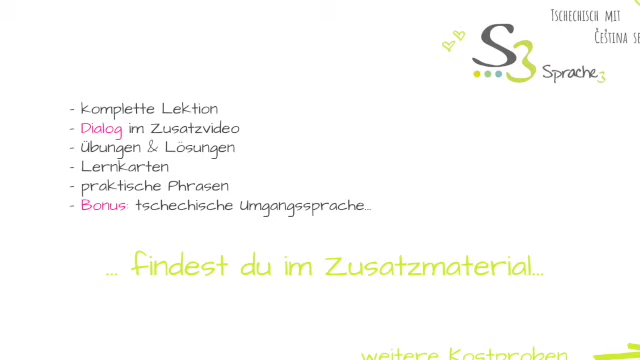 Tschechisch mit
Čeština se
S3
Sprache3
- komplette Lektion
- Dialog im Zusatzvideo
- Übungen & Lösungen
- Lernkarten
- praktische Phrasen
- Bonus: tschechische Umgangssprache...
... findest du im Zusatzmaterial...
weitere Kostproben